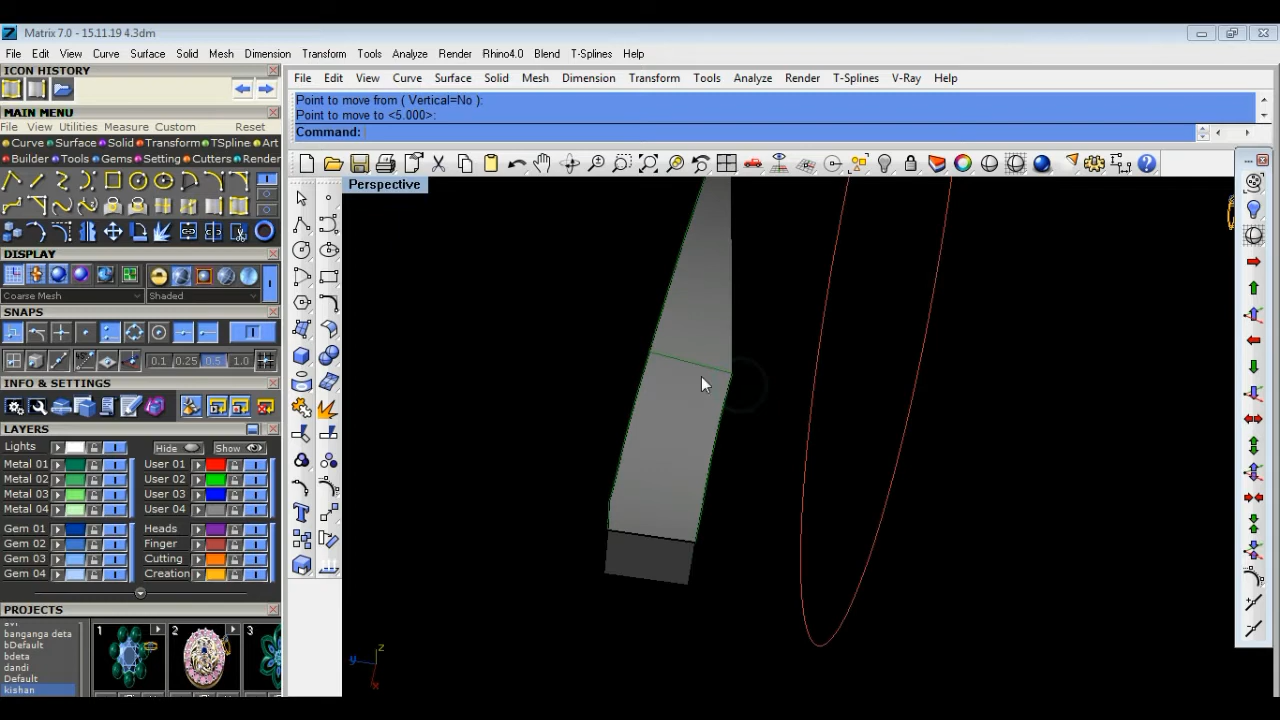 Matrix 7.0 - 15.11.19 4.3dm
File Edit View Curve Surface Solid Mesh Dimension Transform Tools Analyze Render Rhino4.0 Blend T-Splines Help
ICON HISTORY
MAIN MENU
File View Utilities Measure Custom Reset
Curve Surface Solid Transform TSpline Art
Builder Tools Gems Setting Cutters Render
DISPLAY
Coarse Mesh Shaded
SNAPS
0.1 0.25 0.5 1.0
INFO & SETTINGS
LAYERS
Lights Hide Show
Metal 01 User 01
Metal 02 User 02
Metal 03 User 03
Metal 04 User 04
Gem 01 Heads
Gem 02 Finger
Gem 03 Cutting
Gem 04 Creation
PROJECTS
banganga deta
bDefault
bdeta
dandi
Default
kishan
1 2 3
File Edit View Curve Surface Solid Mesh Dimension Transform Tools Analyze Render T-Splines V-Ray Help
Point to move from ( Vertical=No ):
Point to move to <5.000>:
Command:
Perspective
z
y
x